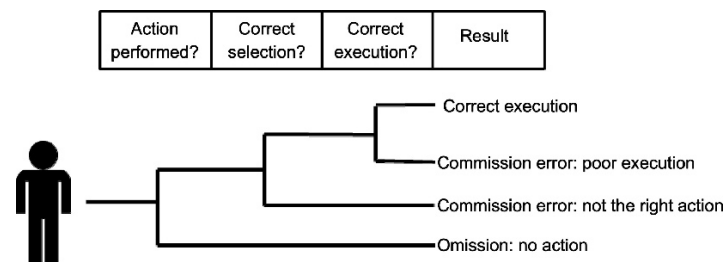 Action performed?
Correct selection?
Correct execution?
Result
Correct execution
Commission error: poor execution
Commission error: not the right action
Omission: no action